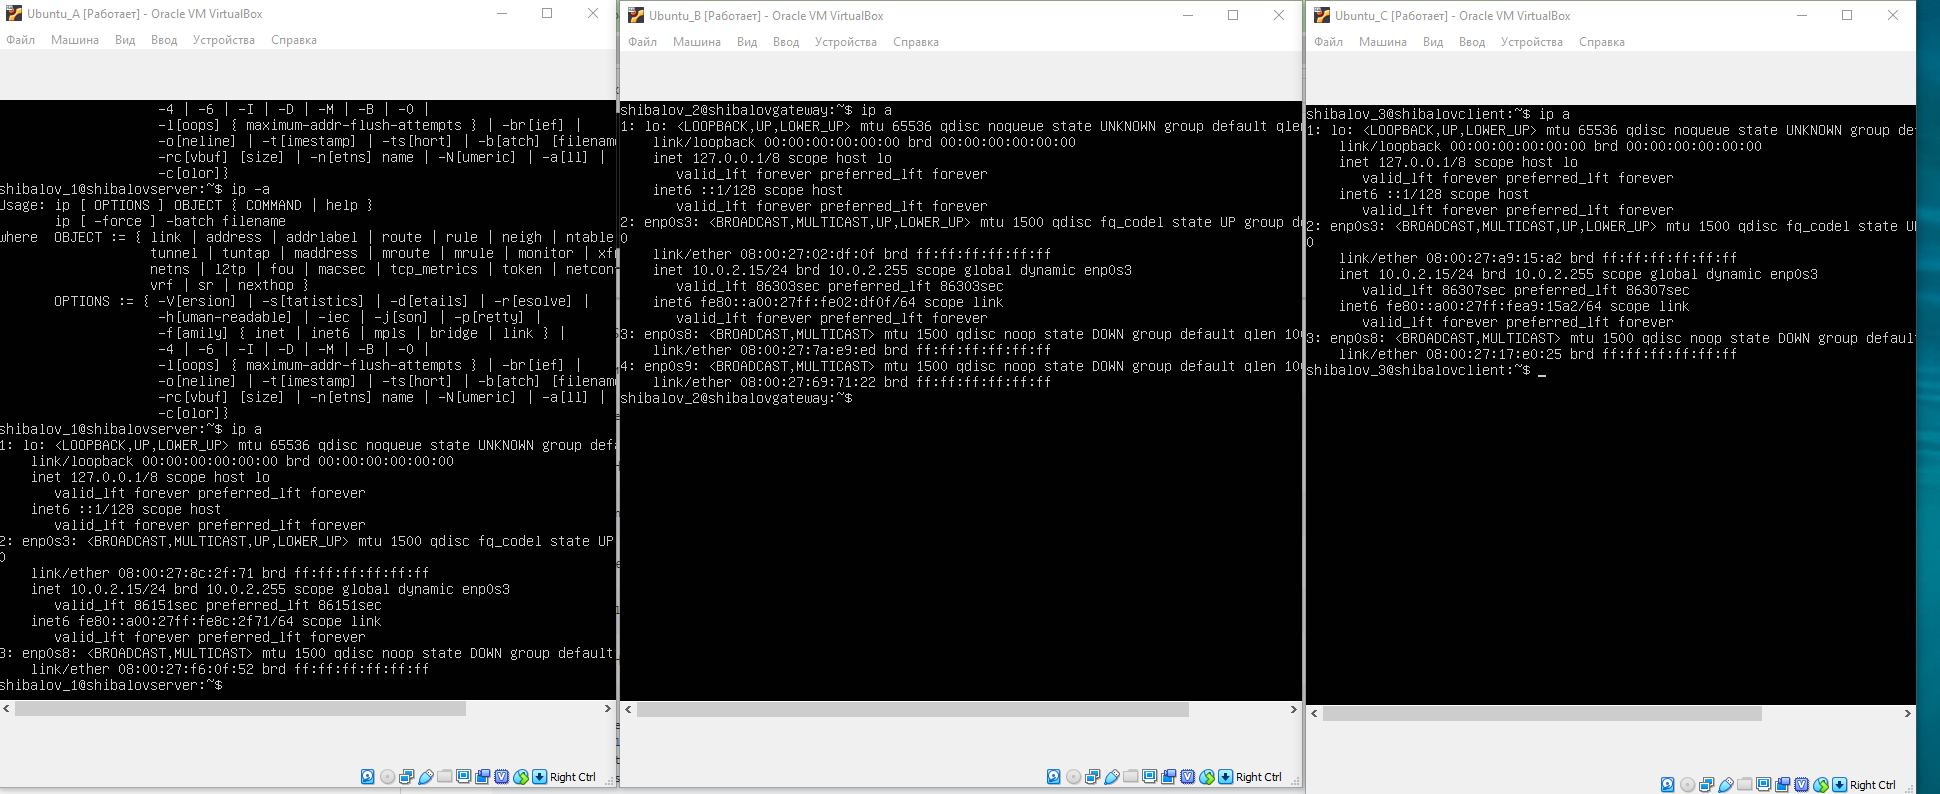 Ubuntu_A [Работает] - Oracle VM VirtualBox
Файл Машина Вид Ввод Устройства Справка
-4 | -6 | -I | -D | -M | -B | -0 |
-l[oops] { maximum-addr-flush-attempts } | -br[ief] |
-o[neline] | -t[imestamp] | -ts[hort] | -b[atch] [filenam
-rc[vbuf] [size] | -n[etns] name | -N[umeric] | -a[ll] |
-c[olor]}
shibalov_1@shibalovserver:~$ ip -a
Usage: ip [ OPTIONS ] OBJECT { COMMAND | help }
ip [ -force ] -batch filename
where OBJECT := { link | address | addrlabel | route | rule | neigh | ntable
tunnel | tuntap | maddress | mroute | mrule | monitor | xf
netns | l2tp | fou | macsec | tcp_metrics | token | netcon
vrf | sr | nexthop }
OPTIONS := { -V[ersion] | -s[tatistics] | -d[etails] | -r[esolve] |
-h[uman-readable] | -iec | -j[son] | -p[retty] |
-f[amily] { inet | inet6 | mpls | bridge | link } |
-4 | -6 | -I | -D | -M | -B | -0 |
-l[oops] { maximum-addr-flush-attempts } | -br[ief] |
-o[neline] | -t[imestamp] | -ts[hort] | -b[atch] [filenam
-rc[vbuf] [size] | -n[etns] name | -N[umeric] | -a[ll] |
-c[olor]}
shibalov_1@shibalovserver:~$ ip a
1: lo: <LOOPBACK,UP,LOWER_UP> mtu 65536 qdisc noqueue state UNKNOWN group def
link/loopback 00:00:00:00:00:00 brd 00:00:00:00:00:00
inet 127.0.0.1/8 scope host lo
valid_lft forever preferred_lft forever
inet6 ::1/128 scope host
valid_lft forever preferred_lft forever
2: enp0s3: <BROADCAST,MULTICAST,UP,LOWER_UP> mtu 1500 qdisc fq_codel state UP
0
link/ether 08:00:27:8c:2f:71 brd ff:ff:ff:ff:ff:ff
inet 10.0.2.15/24 brd 10.0.2.255 scope global dynamic enp0s3
valid_lft 86151sec preferred_lft 86151sec
inet6 fe80::a00:27ff:fe8c:2f71/64 scope link
valid_lft forever preferred_lft forever
3: enp0s8: <BROADCAST,MULTICAST> mtu 1500 qdisc noop state DOWN group default
link/ether 08:00:27:f6:0f:52 brd ff:ff:ff:ff:ff:ff
shibalov_1@shibalovserver:~$
Right Ctrl
Ubuntu_B [Работает] - Oracle VM VirtualBox
Файл Машина Вид Ввод Устройства Справка
shibalov_2@shibalovgateway:~$ ip a
1: lo: <LOOPBACK,UP,LOWER_UP> mtu 65536 qdisc noqueue state UNKNOWN group default qlen
link/loopback 00:00:00:00:00:00 brd 00:00:00:00:00:00
inet 127.0.0.1/8 scope host lo
valid_lft forever preferred_lft forever
inet6 ::1/128 scope host
valid_lft forever preferred_lft forever
2: enp0s3: <BROADCAST,MULTICAST,UP,LOWER_UP> mtu 1500 qdisc fq_codel state UP group d
0
link/ether 08:00:27:02:df:0f brd ff:ff:ff:ff:ff:ff
inet 10.0.2.15/24 brd 10.0.2.255 scope global dynamic enp0s3
valid_lft 86303sec preferred_lft 86303sec
inet6 fe80::a00:27ff:fe02:df0f/64 scope link
valid_lft forever preferred_lft forever
3: enp0s8: <BROADCAST,MULTICAST> mtu 1500 qdisc noop state DOWN group default qlen 10
link/ether 08:00:27:7a:e9:ed brd ff:ff:ff:ff:ff:ff
4: enp0s9: <BROADCAST,MULTICAST> mtu 1500 qdisc noop state DOWN group default qlen 10
link/ether 08:00:27:69:71:22 brd ff:ff:ff:ff:ff:ff
shibalov_2@shibalovgateway:~$
Right Ctrl
Ubuntu_C [Работает] - Oracle VM VirtualBox
Файл Машина Вид Ввод Устройства Справка
shibalov_3@shibalovclient:~$ ip a
1: lo: <LOOPBACK,UP,LOWER_UP> mtu 65536 qdisc noqueue state UNKNOWN group de
link/loopback 00:00:00:00:00:00 brd 00:00:00:00:00:00
inet 127.0.0.1/8 scope host lo
valid_lft forever preferred_lft forever
inet6 ::1/128 scope host
valid_lft forever preferred_lft forever
2: enp0s3: <BROADCAST,MULTICAST,UP,LOWER_UP> mtu 1500 qdisc fq_codel state U
0
link/ether 08:00:27:a9:15:a2 brd ff:ff:ff:ff:ff:ff
inet 10.0.2.15/24 brd 10.0.2.255 scope global dynamic enp0s3
valid_lft 86307sec preferred_lft 86307sec
inet6 fe80::a00:27ff:fea9:15a2/64 scope link
valid_lft forever preferred_lft forever
3: enp0s8: <BROADCAST,MULTICAST> mtu 1500 qdisc noop state DOWN group defaul
link/ether 08:00:27:17:e0:25 brd ff:ff:ff:ff:ff:ff
shibalov_3@shibalovclient:~$ _
Right Ctrl